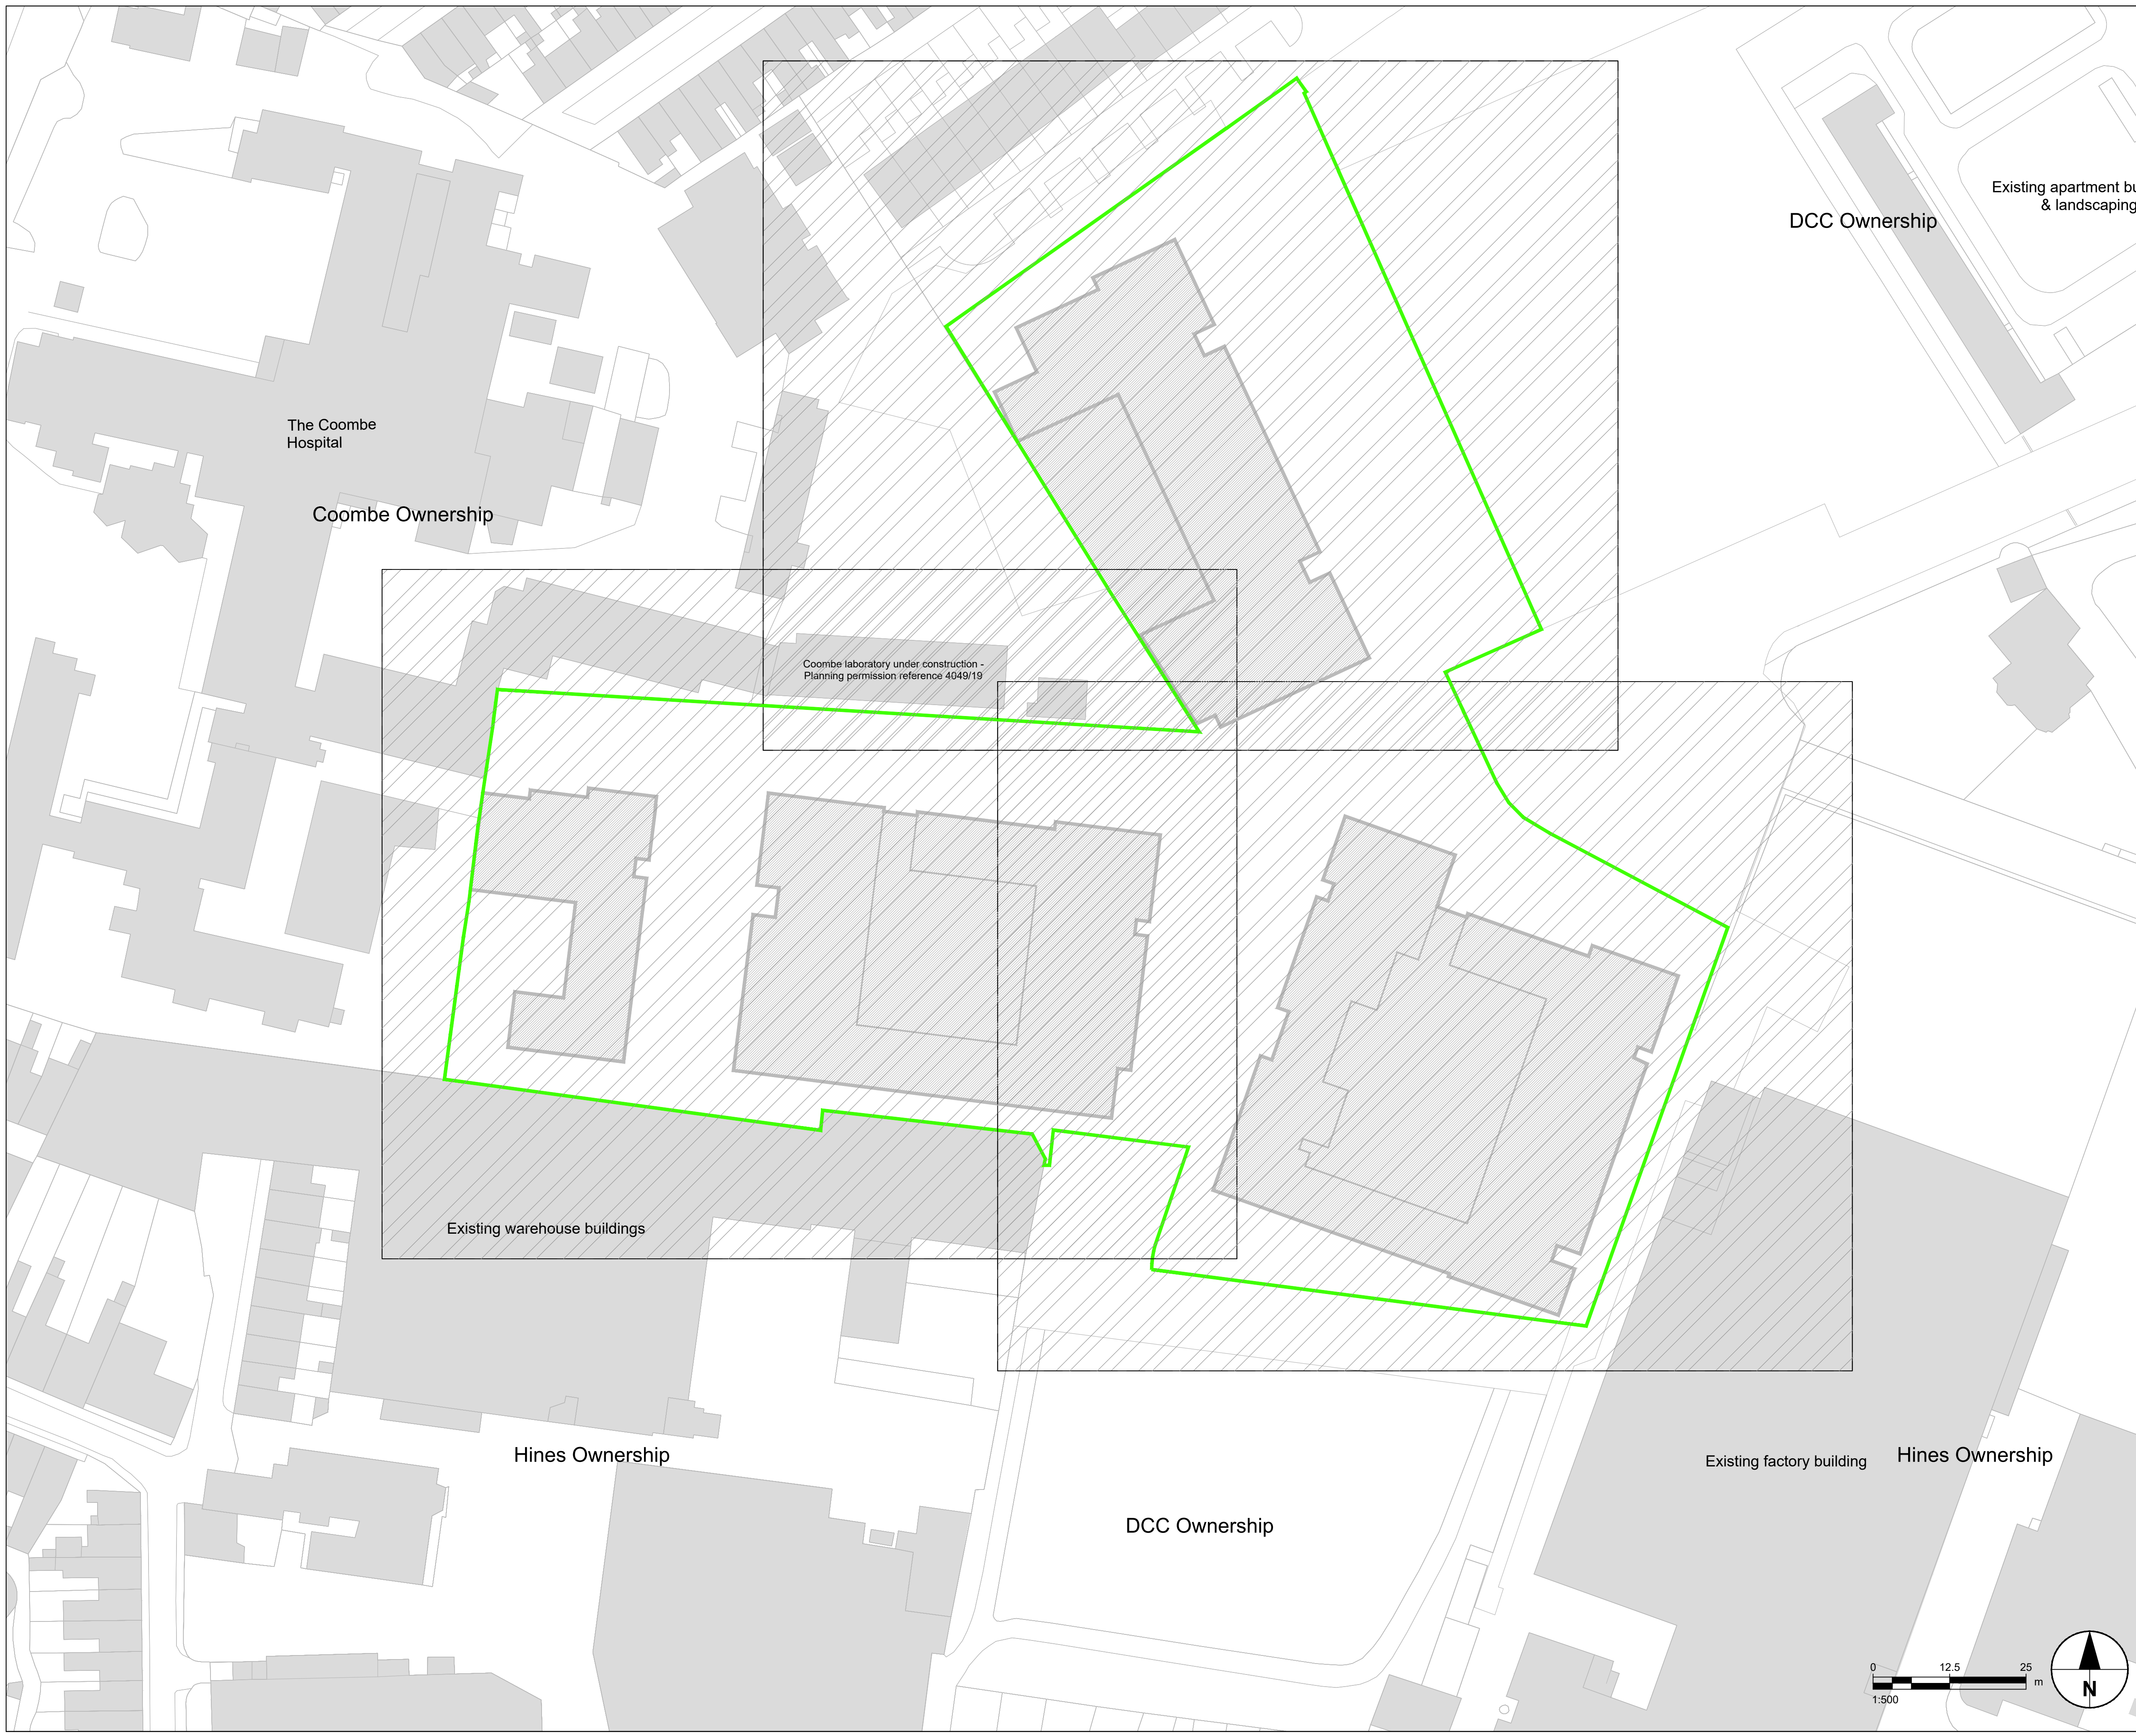 Existing apartment bu
& landscaping
DCC Ownership
The Coombe
Hospital
Coombe Ownership
Coombe laboratory under construction -
Planning permission reference 4049/19
Existing warehouse buildings
Hines Ownership
Existing factory building
Hines Ownership
DCC Ownership
0 12.5 25
m
1:500
N